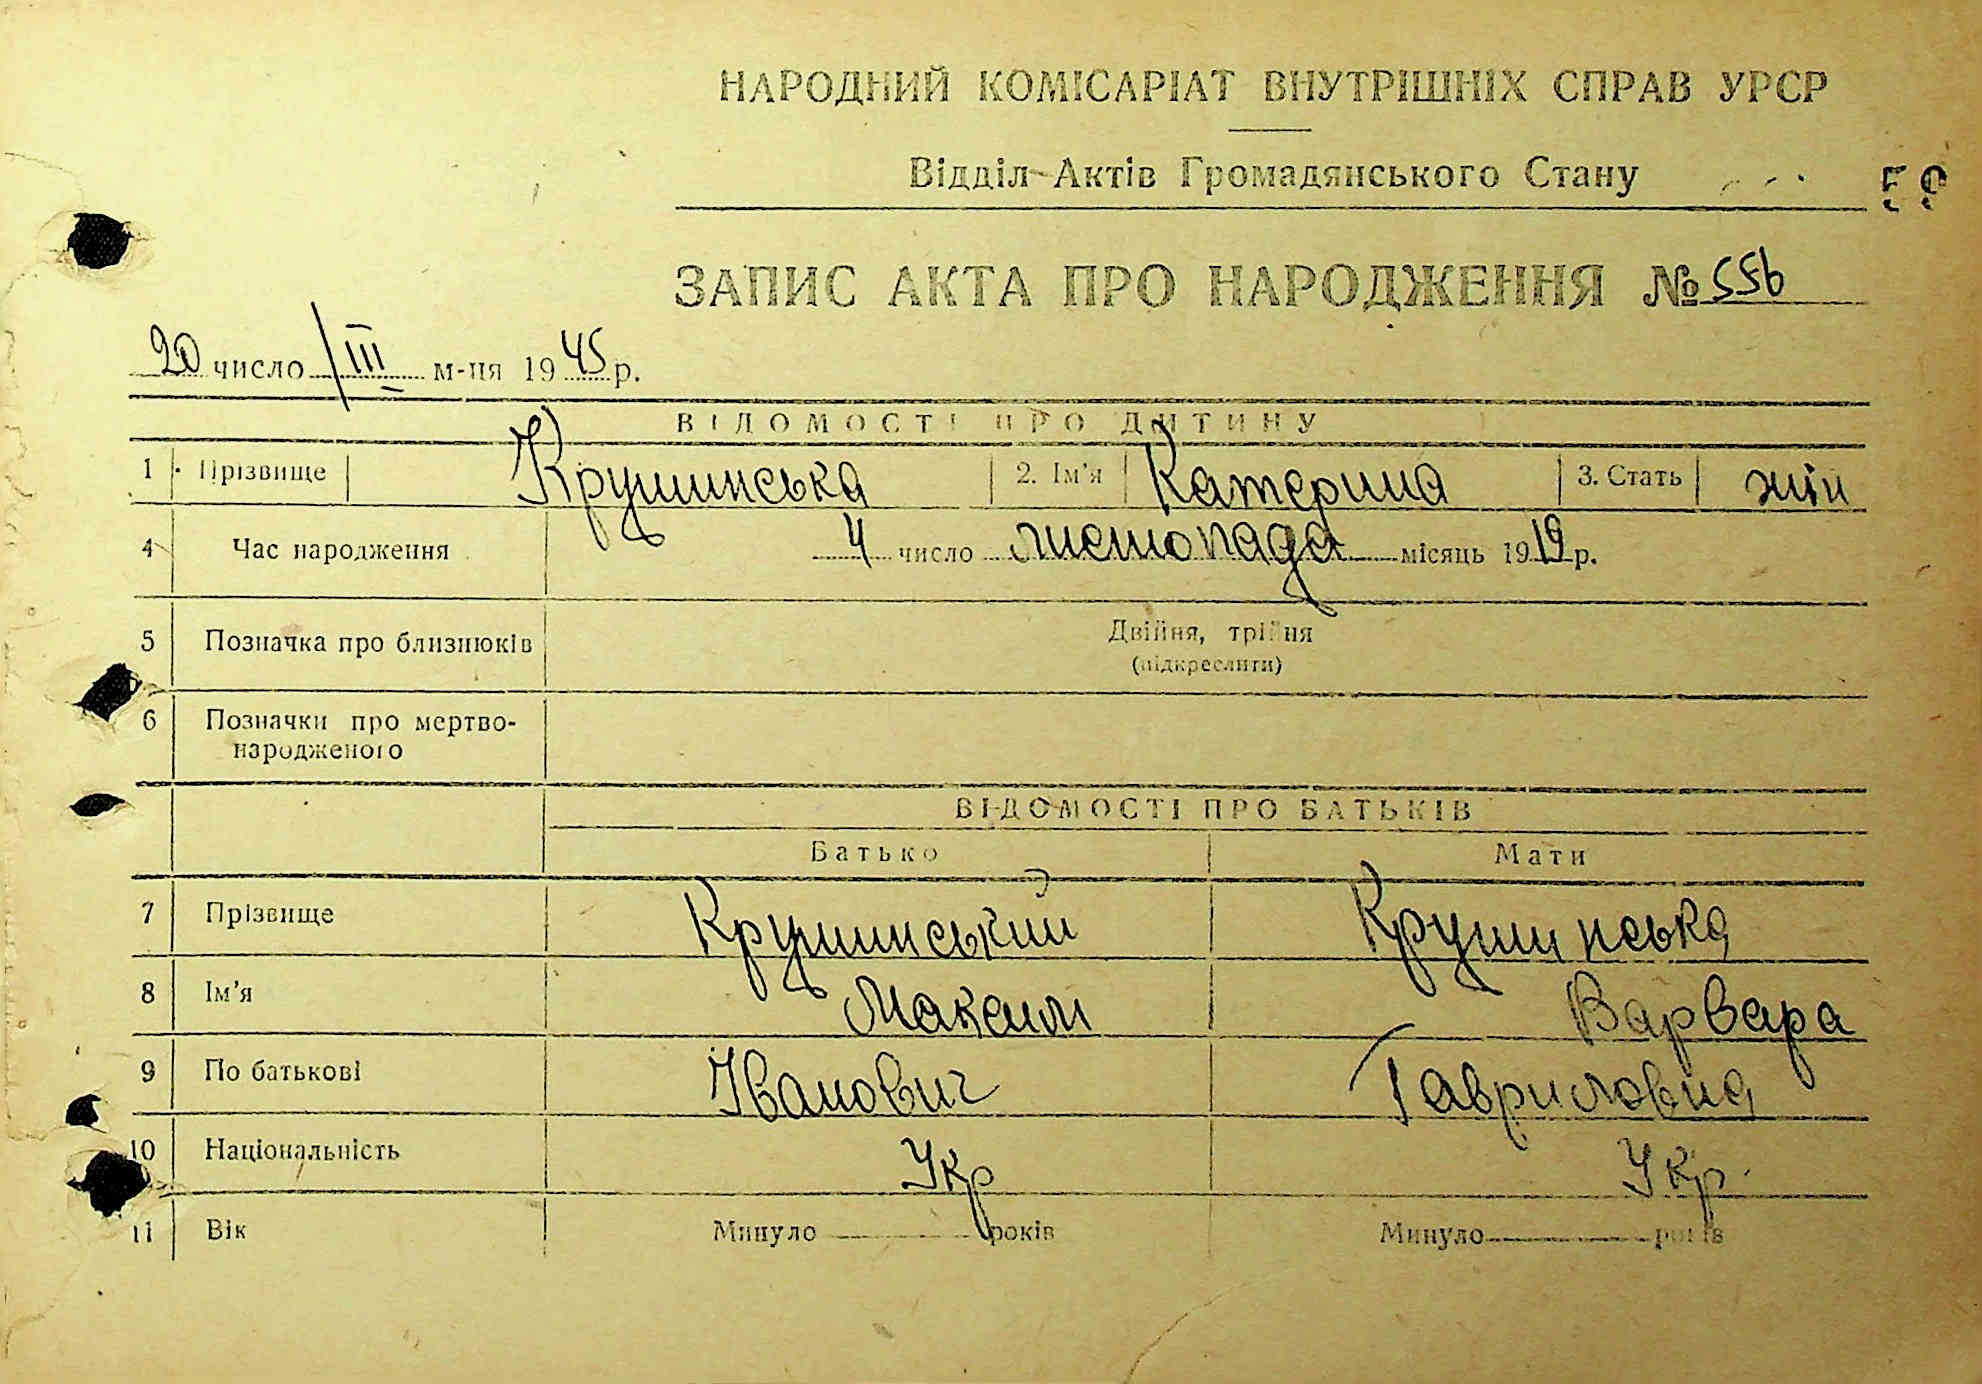 НАРОДНИЙ КОМІСАРІАТ ВНУТРІШНІХ СПРАВ УРСР
Відділ Актів Громадянського Стану 59
ЗАПИС АКТА ПРО НАРОДЖЕННЯ № 556
20 число III м-ця 1945 р.
ВІДОМОСТІ ПРО ДИТИНУ
1 Прізвище Крушинська 2. Ім'я Катерина 3. Стать жін
4 Час народження 4 число листопада місяць 1919 р.
5 Позначка про близнюків Двійня, трійня
(підкреслити)
6 Позначки про мертво-
народженого
ВІДОМОСТІ ПРО БАТЬКІВ
Батько Мати
7 Прізвище Крушинський Крушинська
8 Ім'я Максим Варвара
9 По батькові Іванович Гавриловна
10 Національність Укр Укр.
11 Вік Минуло років Минуло років